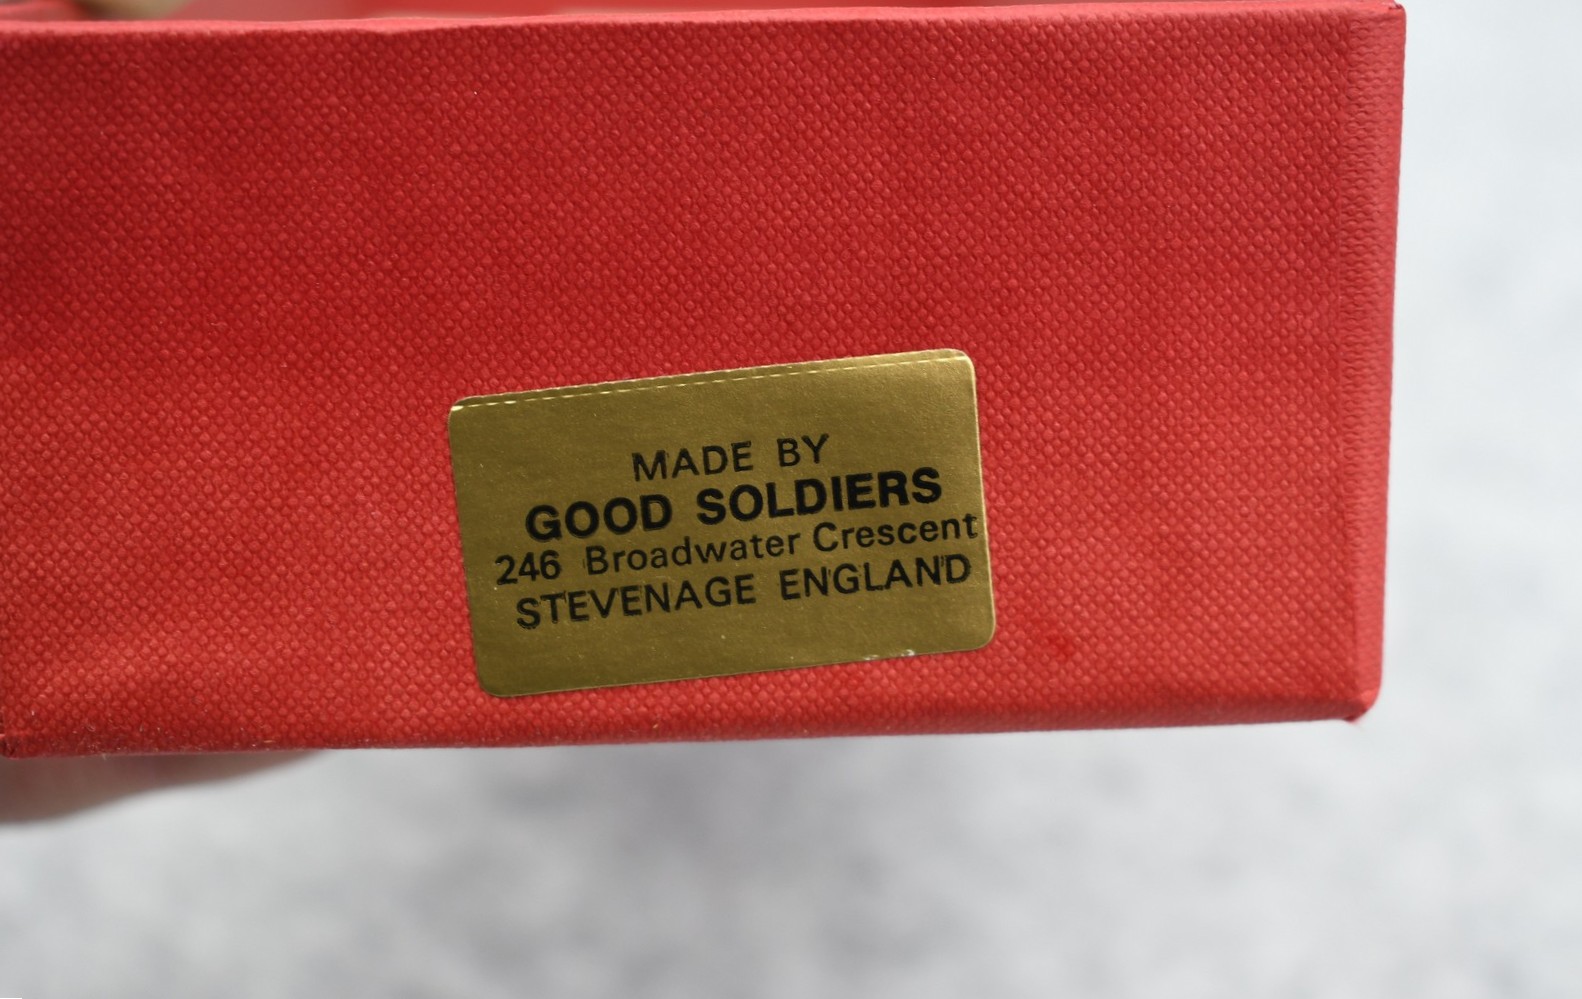 MADE BY
GOOD SOLDIERS
246 Broadwater Crescent
STEVENAGE ENGLAND